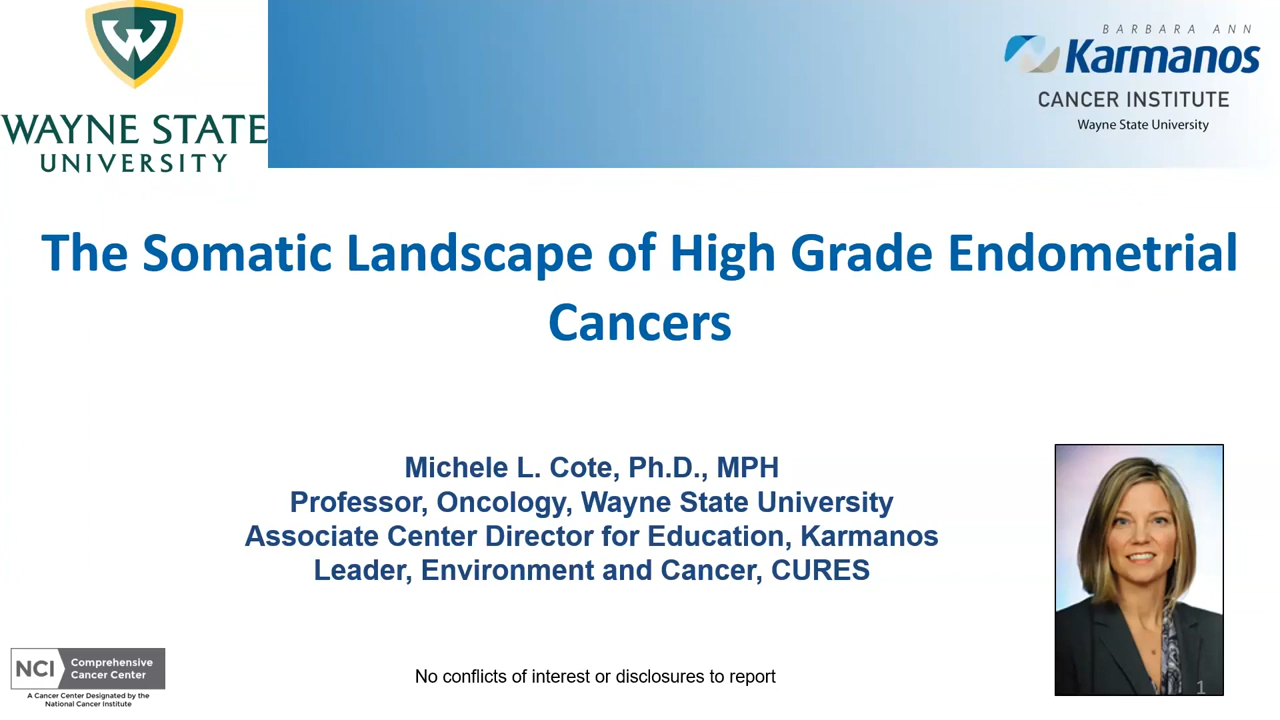 WAYNE STATE
UNIVERSITY
BARBARA ANN
Karmanos
CANCER INSTITUTE
Wayne State University
The Somatic Landscape of High Grade Endometrial
Cancers
Michele L. Cote, Ph.D., MPH
Professor, Oncology, Wayne State University
Associate Center Director for Education, Karmanos
Leader, Environment and Cancer, CURES
NCI
Comprehensive
Cancer Center
A Cancer Center Designated by the
National Cancer Institute
No conflicts of interest or disclosures to report
1